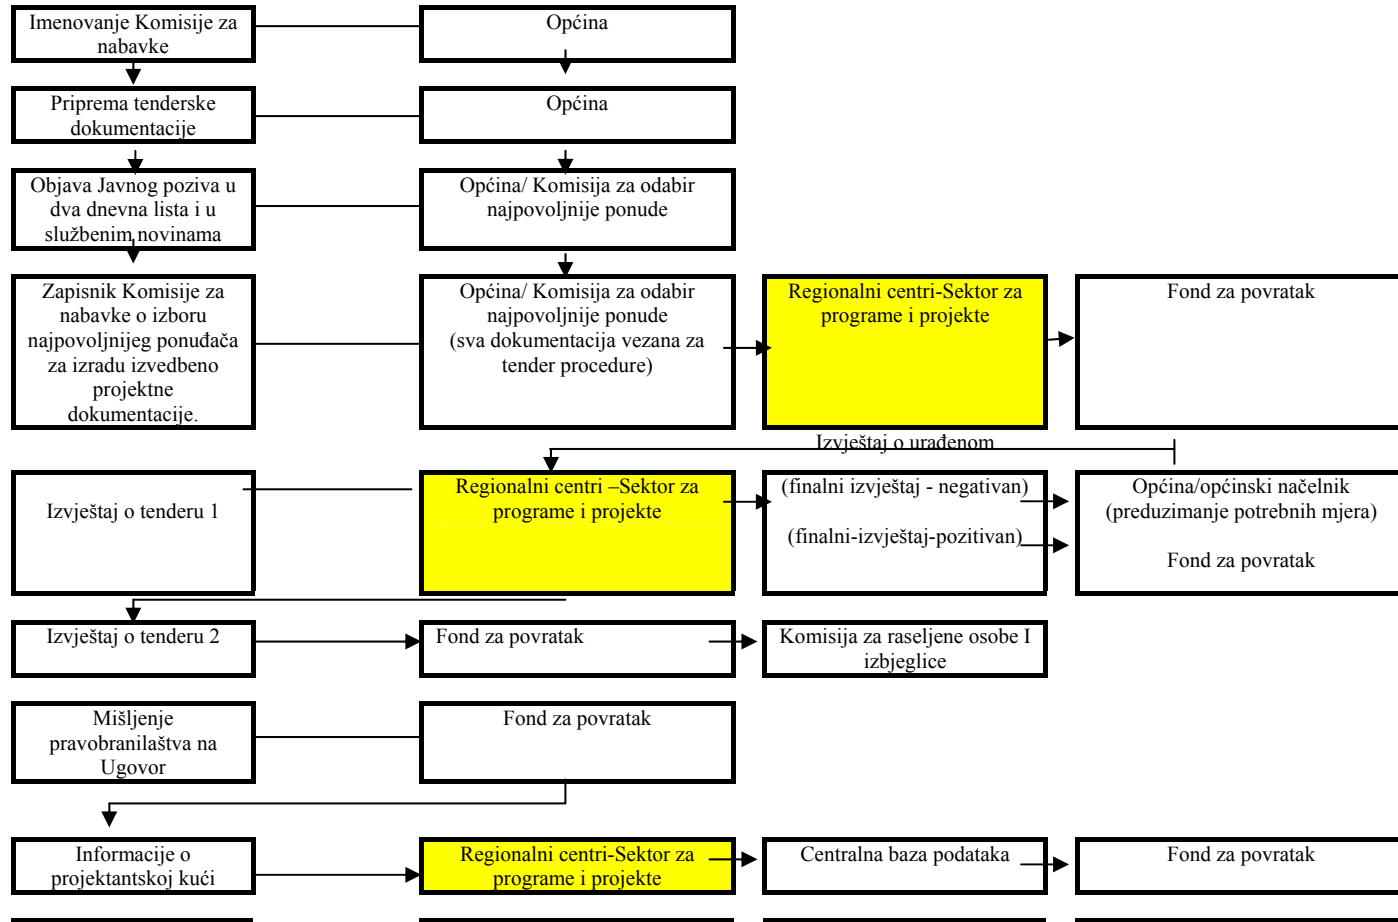 Imenovanje Komisije za
nabavke
Općina
Priprema tenderske
dokumentacije
Općina
Objava Javnog poziva u
dva dnevna lista i u
službenim novinama
Općina/ Komisija za odabir
najpovoljnije ponude
Zapisnik Komisije za
nabavke o izboru
najpovoljnijeg ponuđača
za izradu izvedbeno
projektne
dokumentacije.
Općina/ Komisija za odabir
najpovoljnije ponude
(sva dokumentacija vezana za
tender procedure)
Regionalni centri-Sektor za
programe i projekte
Fond za povratak
Izvještaj o urađenom
Izvještaj o tenderu 1
Regionalni centri –Sektor za
programe i projekte
(finalni izvještaj - negativan)
(finalni-izvještaj-pozitivan)
Općina/općinski načelnik
(preduzimanje potrebnih mjera)
Fond za povratak
Izvještaj o tenderu 2
Fond za povratak
Komisija za raseljene osobe I
izbjeglice
Mišljenje
pravobranilaštva na
Ugovor
Fond za povratak
Informacije o
projektantskoj kući
Regionalni centri-Sektor za
programe i projekte
Centralna baza podataka
Fond za povratak